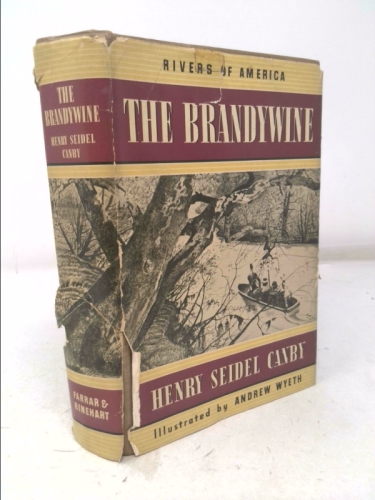 THE
BRANDYWINE
HENRY SEIDEL
CANBY
FARRAR &
RINEHART
RIVERS OF AMERICA
THE BRANDYWINE
HENRY SEIDEL CANBY
Illustrated by ANDREW WYETH